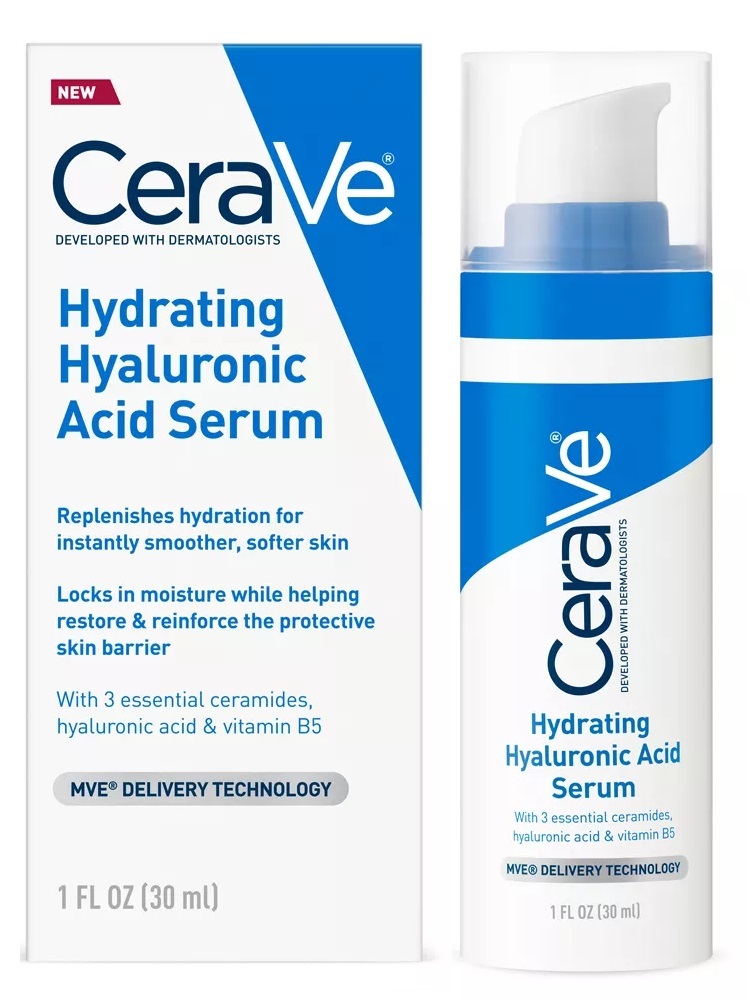 NEW
CeraVe®
DEVELOPED WITH DERMATOLOGISTS
Hydrating
Hyaluronic
Acid Serum
Replenishes hydration for
instantly smoother, softer skin
Locks in moisture while helping
restore & reinforce the protective
skin barrier
With 3 essential ceramides,
hyaluronic acid & vitamin B5
MVE® DELIVERY TECHNOLOGY
1 FL OZ (30 ml)
CeraVe®
DEVELOPED WITH DERMATOLOGISTS
Hydrating
Hyaluronic Acid
Serum
With 3 essential ceramides,
hyaluronic acid & vitamin B5
MVE® DELIVERY TECHNOLOGY
1 FL OZ (30 ml)